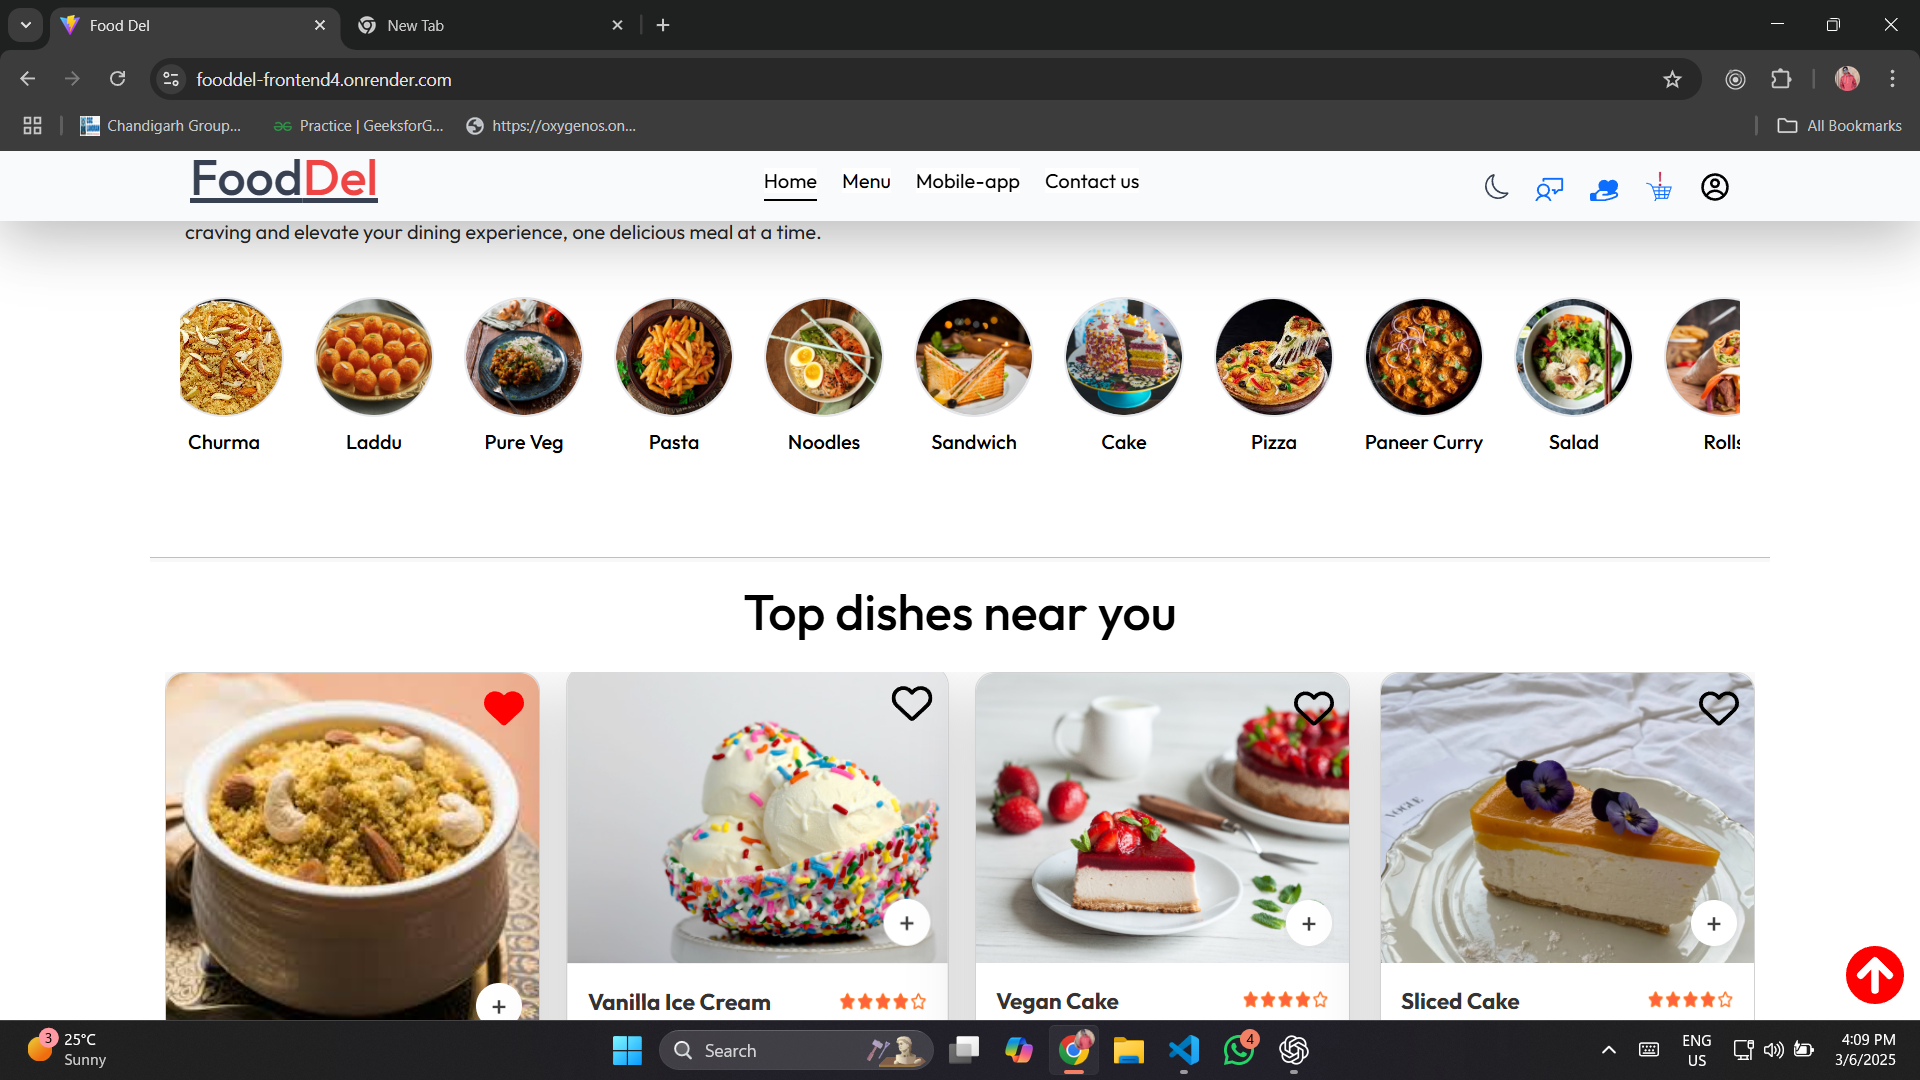 Food Del
New Tab
fooddel-frontend4.onrender.com
Chandigarh Group...
Practice | GeeksforG...
https://oxygenos.on...
All Bookmarks
FoodDel
Home
Menu
Mobile-app
Contact us
craving and elevate your dining experience, one delicious meal at a time.
Churma
Laddu
Pure Veg
Pasta
Noodles
Sandwich
Cake
Pizza
Paneer Curry
Salad
Rolls
Top dishes near you
VOGUE
Vanilla Ice Cream
Vegan Cake
Sliced Cake
3
25°C
Sunny
Search
4
ENG
US
4:09 PM
3/6/2025